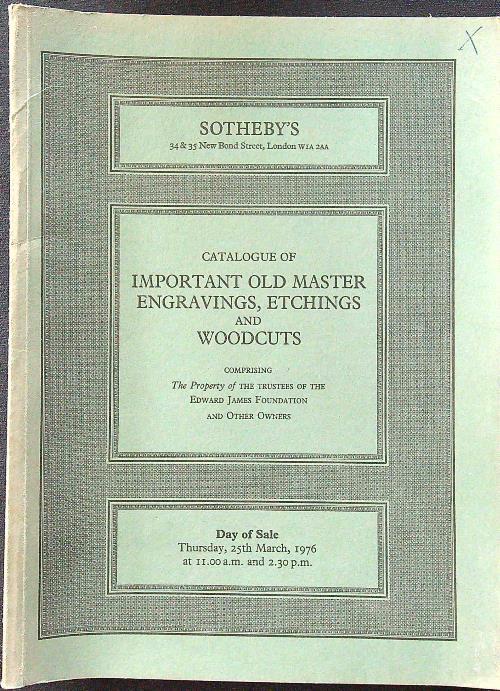 SOTHEBY'S
34 & 35 New Bond Street, London W1A 2AA
CATALOGUE OF
IMPORTANT OLD MASTER
ENGRAVINGS, ETCHINGS
AND
WOODCUTS
COMPRISING
The Property of THE TRUSTEES OF THE
EDWARD JAMES FOUNDATION
AND OTHER OWNERS
Day of Sale
Thursday, 25th March, 1976
at 11.00 a.m. and 2.30 p.m.